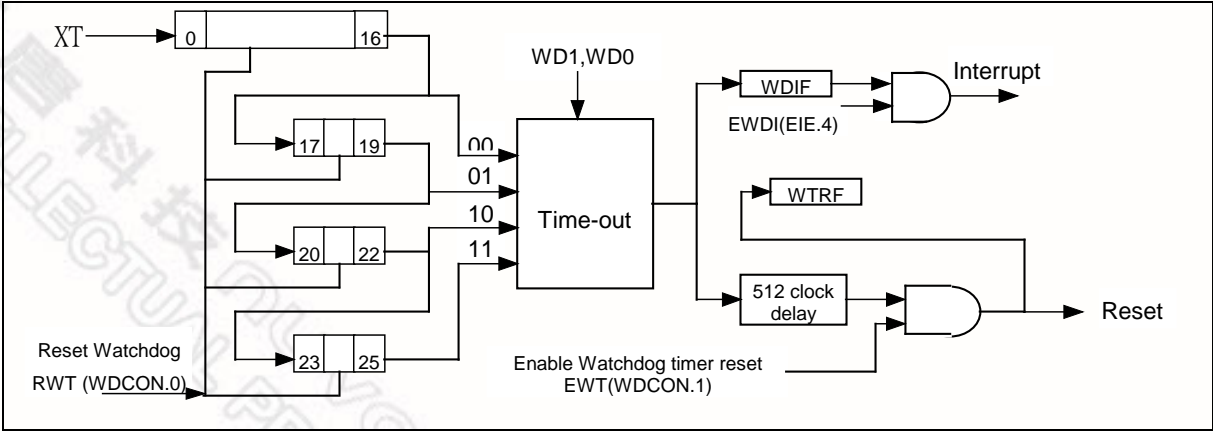 XT
0
16
WD1,WD0
WDIF
Interrupt
EWDI(EIE.4)
17
19
00
01
WTRF
10
Time-out
20
22
11
512 clock
delay
Reset
Reset Watchdog
RWT (WDCON.0)
23
25
Enable Watchdog timer reset
EWT(WDCON.1)